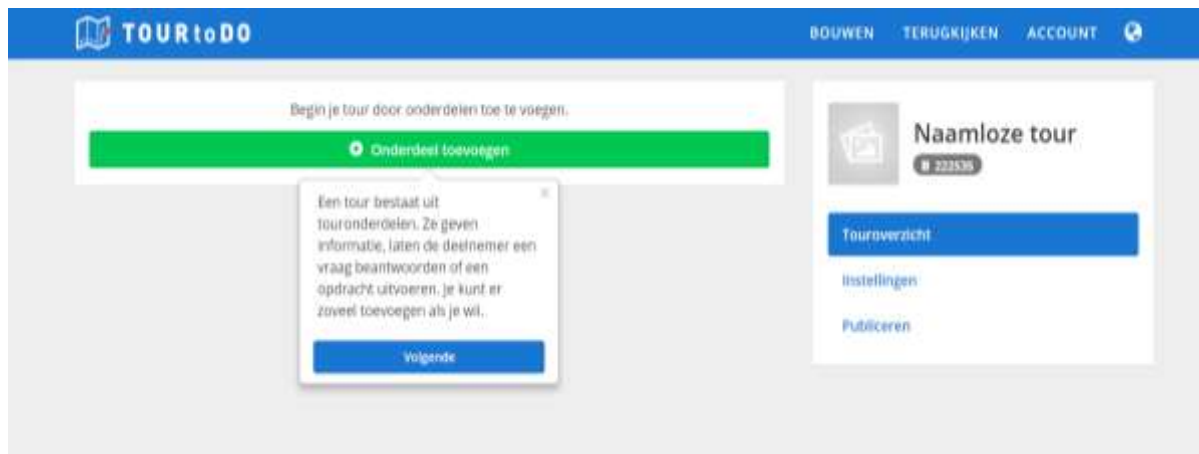 TOURtoDO
BOUWEN TERUGKIJKEN ACCOUNT
Begin je tour door onderdelen toe te voegen.
Onderdeel toevoegen
Een tour bestaat uit
touronderdelen. Ze geven
informatie, laten de deelnemer een
vraag beantwoorden of een
opdracht uitvoeren. Je kunt er
zoveel toevoegen als je wil.
Volgende
Naamloze tour
222535
Touroverzicht
Instellingen
Publiceren